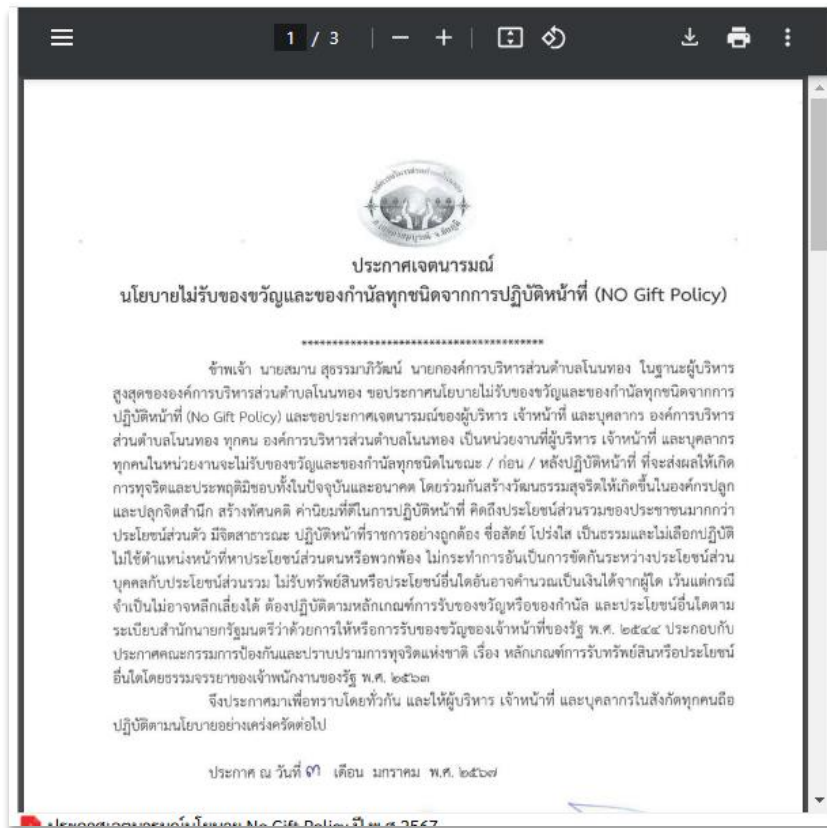 1 / 3
ประกาศเจตนารมณ์
นโยบายไม่รับของขวัญและของกำนัลทุกชนิดจากการปฏิบัติหน้าที่ (NO Gift Policy)
****************************************
ข้าพเจ้า นายสมาน สุธรรมาภิวัฒน์ นายกองค์การบริหารส่วนตำบลโนนทอง ในฐานะผู้บริหาร
สูงสุดขององค์การบริหารส่วนตำบลโนนทอง ขอประกาศนโยบายไม่รับของขวัญและของกำนัลทุกชนิดจากการ
ปฏิบัติหน้าที่ (No Gift Policy) และขอประกาศเจตนารมณ์ของผู้บริหาร เจ้าหน้าที่ และบุคลากร องค์การบริหาร
ส่วนตำบลโนนทอง ทุกคน องค์การบริหารส่วนตำบลโนนทอง เป็นหน่วยงานที่ผู้บริหาร เจ้าหน้าที่ และบุคลากร
ทุกคนในหน่วยงานจะไม่รับของขวัญและของกำนัลทุกชนิดในขณะ / ก่อน / หลังปฏิบัติหน้าที่ ที่จะส่งผลให้เกิด
การทุจริตและประพฤติมิชอบทั้งในปัจจุบันและอนาคต โดยร่วมกันสร้างวัฒนธรรมสุจริตให้เกิดขึ้นในองค์กรปลูก
และปลุกจิตสำนึก สร้างทัศนคติ ค่านิยมที่ดีในการปฏิบัติหน้าที่ คิดถึงประโยชน์ส่วนรวมของประชาชนมากกว่า
ประโยชน์ส่วนตัว มีจิตสาธารณะ ปฏิบัติหน้าที่ราชการอย่างถูกต้อง ซื่อสัตย์ โปร่งใส เป็นธรรมและไม่เลือกปฏิบัติ
ไม่ใช้ตำแหน่งหน้าที่หาประโยชน์ส่วนตนหรือพวกพ้อง ไม่กระทำการอันเป็นการขัดกันระหว่างประโยชน์ส่วน
บุคคลกับประโยชน์ส่วนรวม ไม่รับทรัพย์สินหรือประโยชน์อื่นใดอันอาจคำนวณเป็นเงินได้จากผู้ใด เว้นแต่กรณี
จำเป็นไม่อาจหลีกเลี่ยงได้ ต้องปฏิบัติตามหลักเกณฑ์การรับของขวัญหรือของกำนัล และประโยชน์อื่นใดตาม
ระเบียบสำนักนายกรัฐมนตรีว่าด้วยการให้หรือการรับของขวัญของเจ้าหน้าที่ของรัฐ พ.ศ. ๒๕๔๔ ประกอบกับ
ประกาศคณะกรรมการป้องกันและปราบปรามการทุจริตแห่งชาติ เรื่อง หลักเกณฑ์การรับทรัพย์สินหรือประโยชน์
อื่นใดโดยธรรมจรรยาของเจ้าพนักงานของรัฐ พ.ศ. ๒๕๖๓
จึงประกาศมาเพื่อทราบโดยทั่วกัน และให้ผู้บริหาร เจ้าหน้าที่ และบุคลากรในสังกัดทุกคนถือ
ปฏิบัติตามนโยบายอย่างเคร่งครัดต่อไป
ประกาศ ณ วันที่ ๓ เดือน มกราคม พ.ศ. ๒๕๖๗
ประกาศเจตนารมณ์นโยบาย No Gift Policy ปี พ.ศ.2567